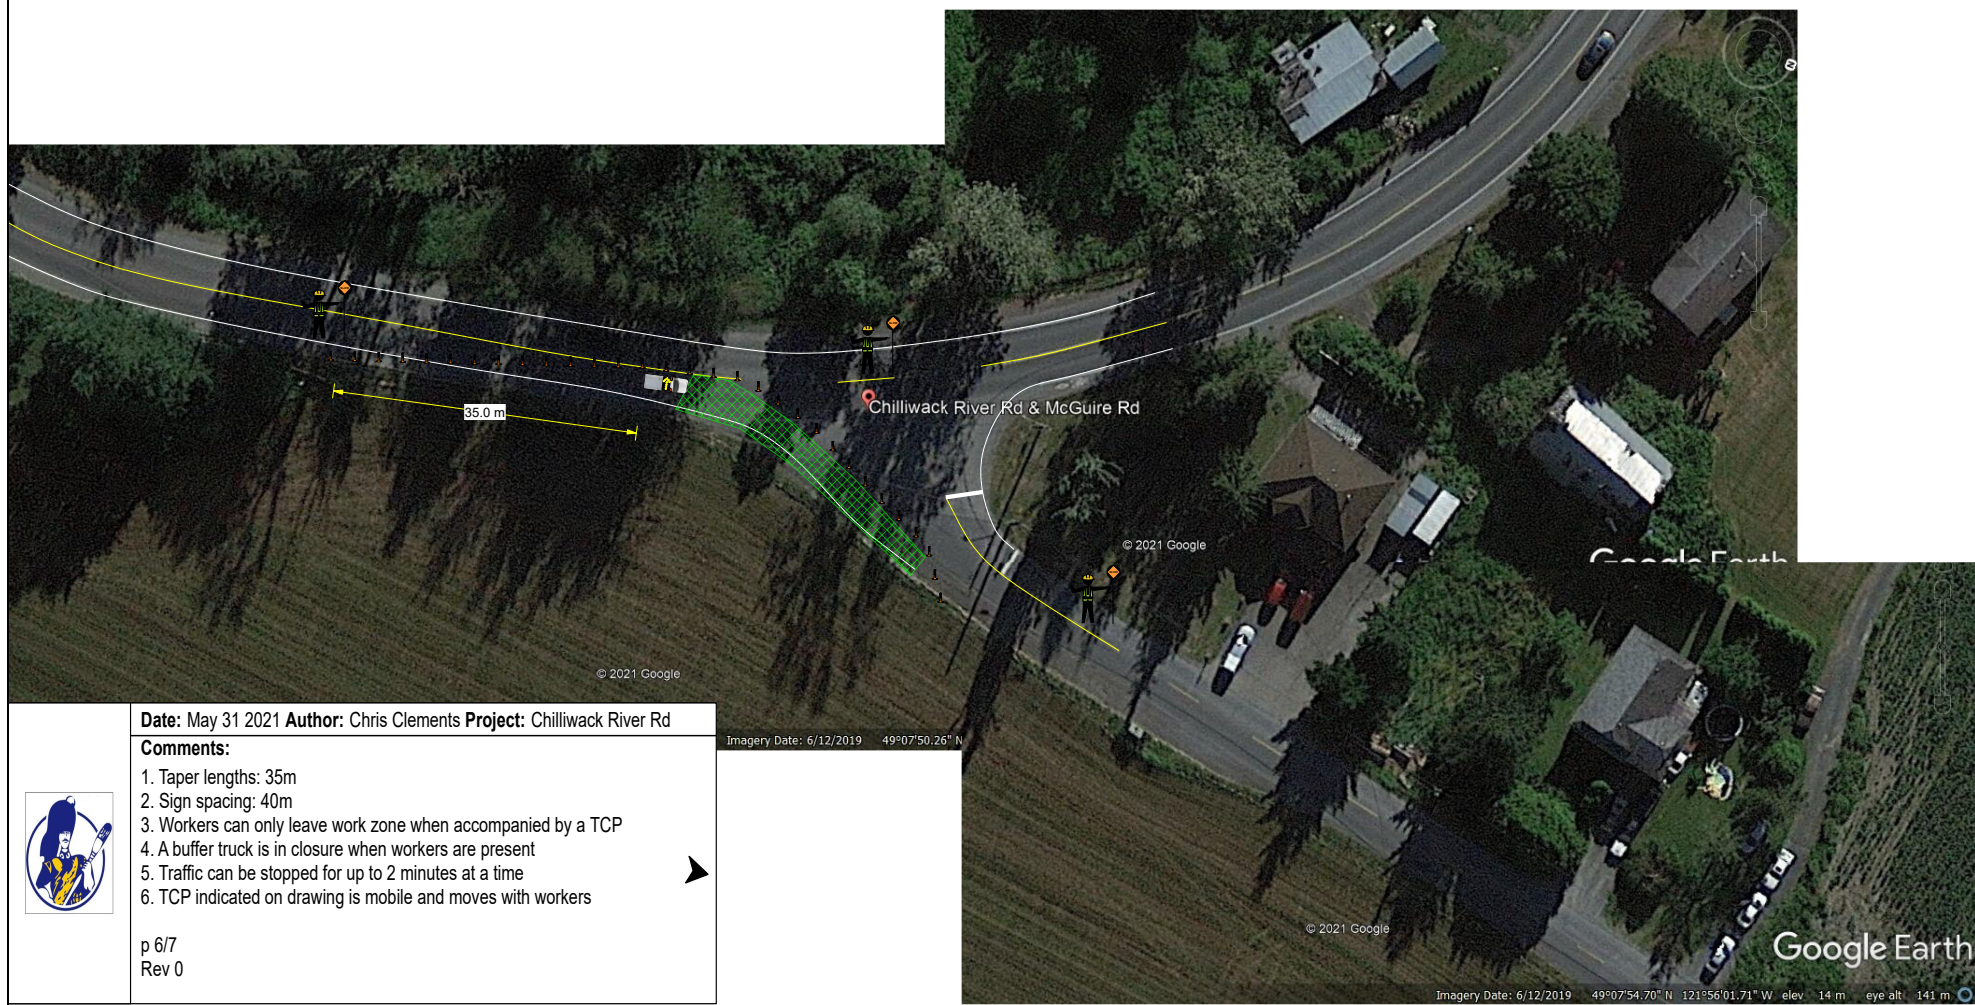 N
35.0 m
Chilliwack River Rd & McGuire Rd
© 2021 Google
Google Earth
© 2021 Google
Date: May 31 2021 Author: Chris Clements Project: Chilliwack River Rd
Imagery Date: 6/12/2019 49°07'50.26" N
Comments:
1. Taper lengths: 35m
2. Sign spacing: 40m
3. Workers can only leave work zone when accompanied by a TCP
4. A buffer truck is in closure when workers are present
5. Traffic can be stopped for up to 2 minutes at a time
6. TCP indicated on drawing is mobile and moves with workers
p 6/7
Rev 0
© 2021 Google
Google Earth
Imagery Date: 6/12/2019 49°07'54.70" N 121°56'01.71" W elev 14 m eye alt 141 m